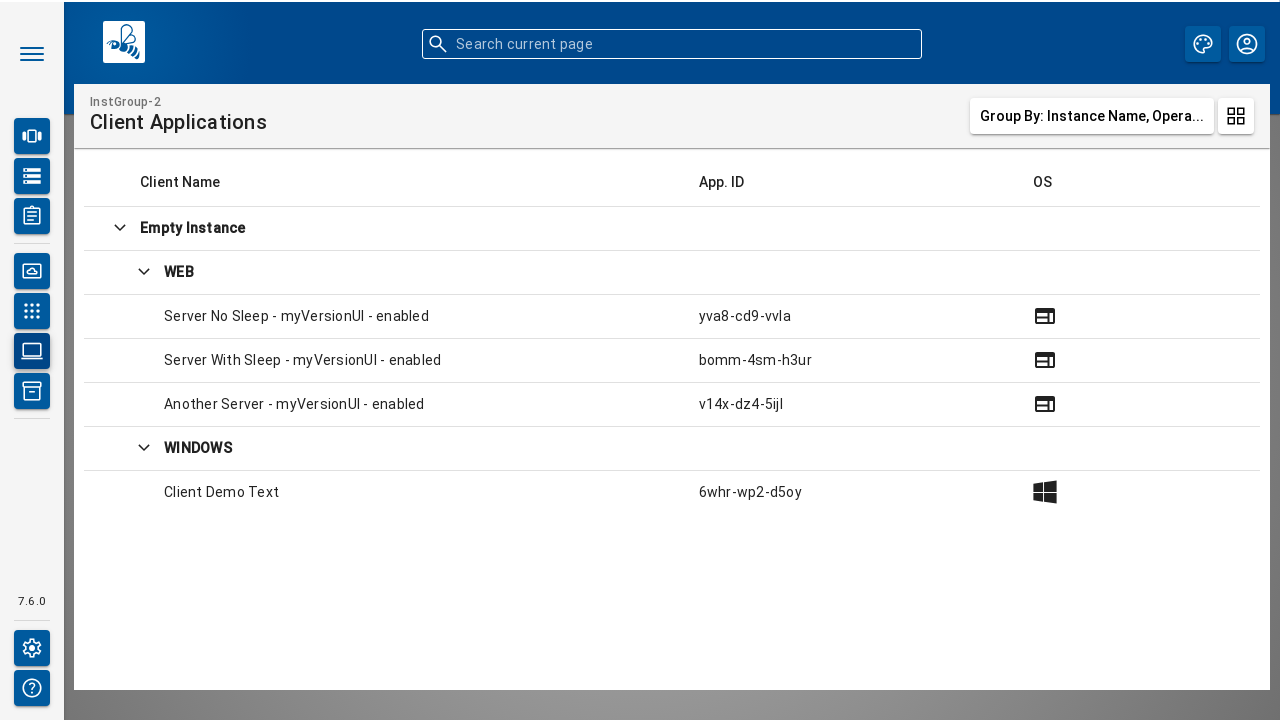 Search current page
InstGroup-2
Client Applications
Group By: Instance Name, Opera...
Client Name App. ID OS
Empty Instance
WEB
Server No Sleep - myVersionUI - enabled yva8-cd9-vvla
Server With Sleep - myVersionUI - enabled bomm-4sm-h3ur
Another Server - myVersionUI - enabled v14x-dz4-5ijl
WINDOWS
Client Demo Text 6whr-wp2-d5oy
7.6.0